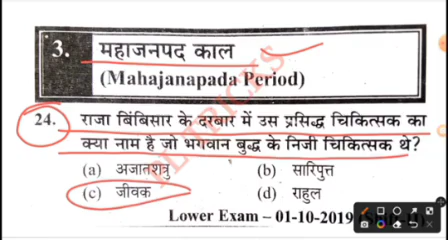 3. महाजनपद काल
(Mahajanapada Period)
24. राजा बिंबिसार के दरबार में उस प्रसिद्ध चिकित्सक का
क्या नाम है जो भगवान बुद्ध के निजी चिकित्सक थे?
(a) अजातशत्रु (b) सारिपुत्त
(c) जीवक (d) राहुल
Lower Exam – 01-10-2019